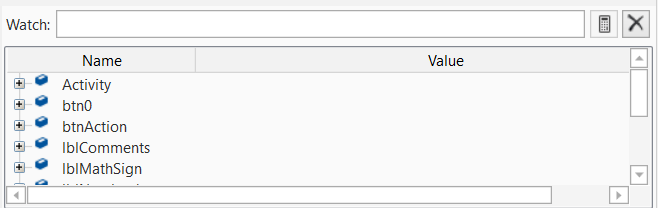 Watch:
Name Value
Activity
btn0
btnAction
lblComments
lblMathSign